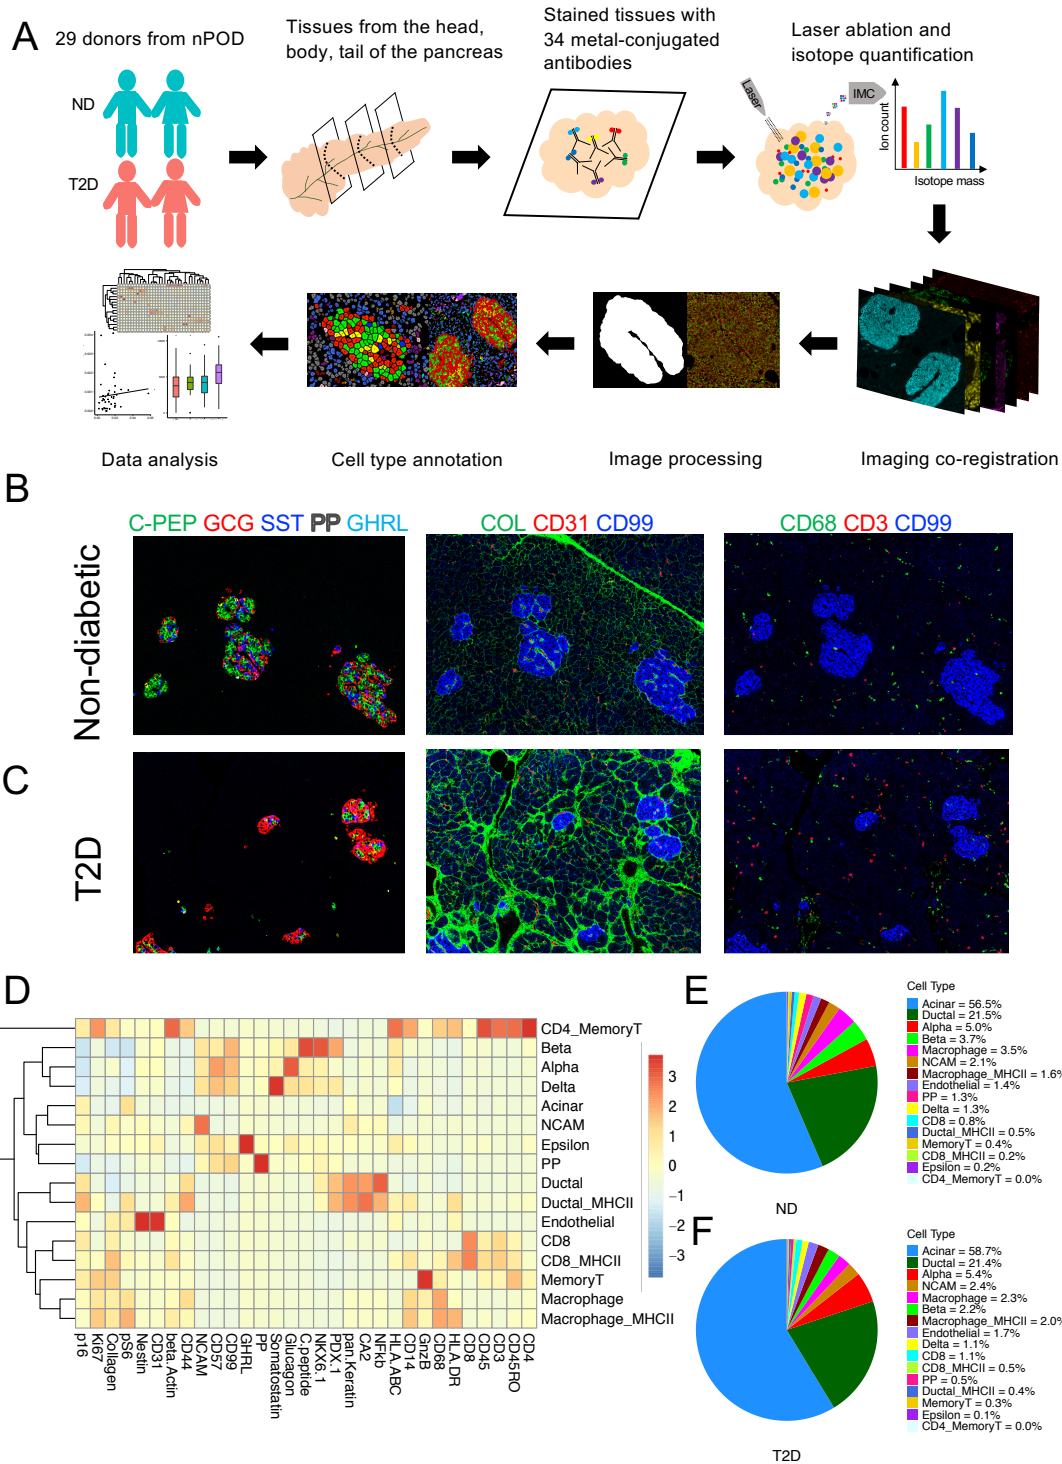 A
29 donors from nPOD
ND
T2D
Tissues from the head,
body, tail of the pancreas
Stained tissues with
34 metal-conjugated
antibodies
Laser ablation and
isotope quantification
Laser
IMC
Ion count
Isotope mass
Data analysis
Cell type annotation
Image processing
Imaging co-registration
B
C-PEP GCG SST PP GHRL
COL CD31 CD99
CD68 CD3 CD99
Non-diabetic
C
T2D
D
CD4_MemoryT
Beta
Alpha
Delta
Acinar
NCAM
Epsilon
PP
Ductal
Ductal_MHCII
Endothelial
CD8
CD8_MHCII
MemoryT
Macrophage
Macrophage_MHCII
3
2
1
0
−1
−2
−3
p16
Ki67
Collagen
pS6
Nestin
CD31
beta.Actin
CD44
NCAM
CD57
CD99
GHRL
PP
Somatostatin
Glucagon
C.peptide
NKX6.1
PDX.1
pan.Keratin
CA2
NFkb
HLA.ABC
CD14
GnzB
CD68
HLA.DR
CD8
CD45
CD3
CD45RO
CD4
E
ND
Cell Type
Acinar = 56.5%
Ductal = 21.5%
Alpha = 5.0%
Beta = 3.7%
Macrophage = 3.5%
NCAM = 2.1%
Macrophage_MHCII = 1.6%
Endothelial = 1.4%
PP = 1.3%
Delta = 1.3%
CD8 = 0.8%
Ductal_MHCII = 0.5%
MemoryT = 0.4%
CD8_MHCII = 0.2%
Epsilon = 0.2%
CD4_MemoryT = 0.0%
F
T2D
Cell Type
Acinar = 58.7%
Ductal = 21.4%
Alpha = 5.4%
NCAM = 2.4%
Macrophage = 2.3%
Beta = 2.2%
Macrophage_MHCII = 2.0%
Endothelial = 1.7%
Delta = 1.1%
CD8 = 1.1%
CD8_MHCII = 0.5%
PP = 0.5%
Ductal_MHCII = 0.4%
MemoryT = 0.3%
Epsilon = 0.1%
CD4_MemoryT = 0.0%